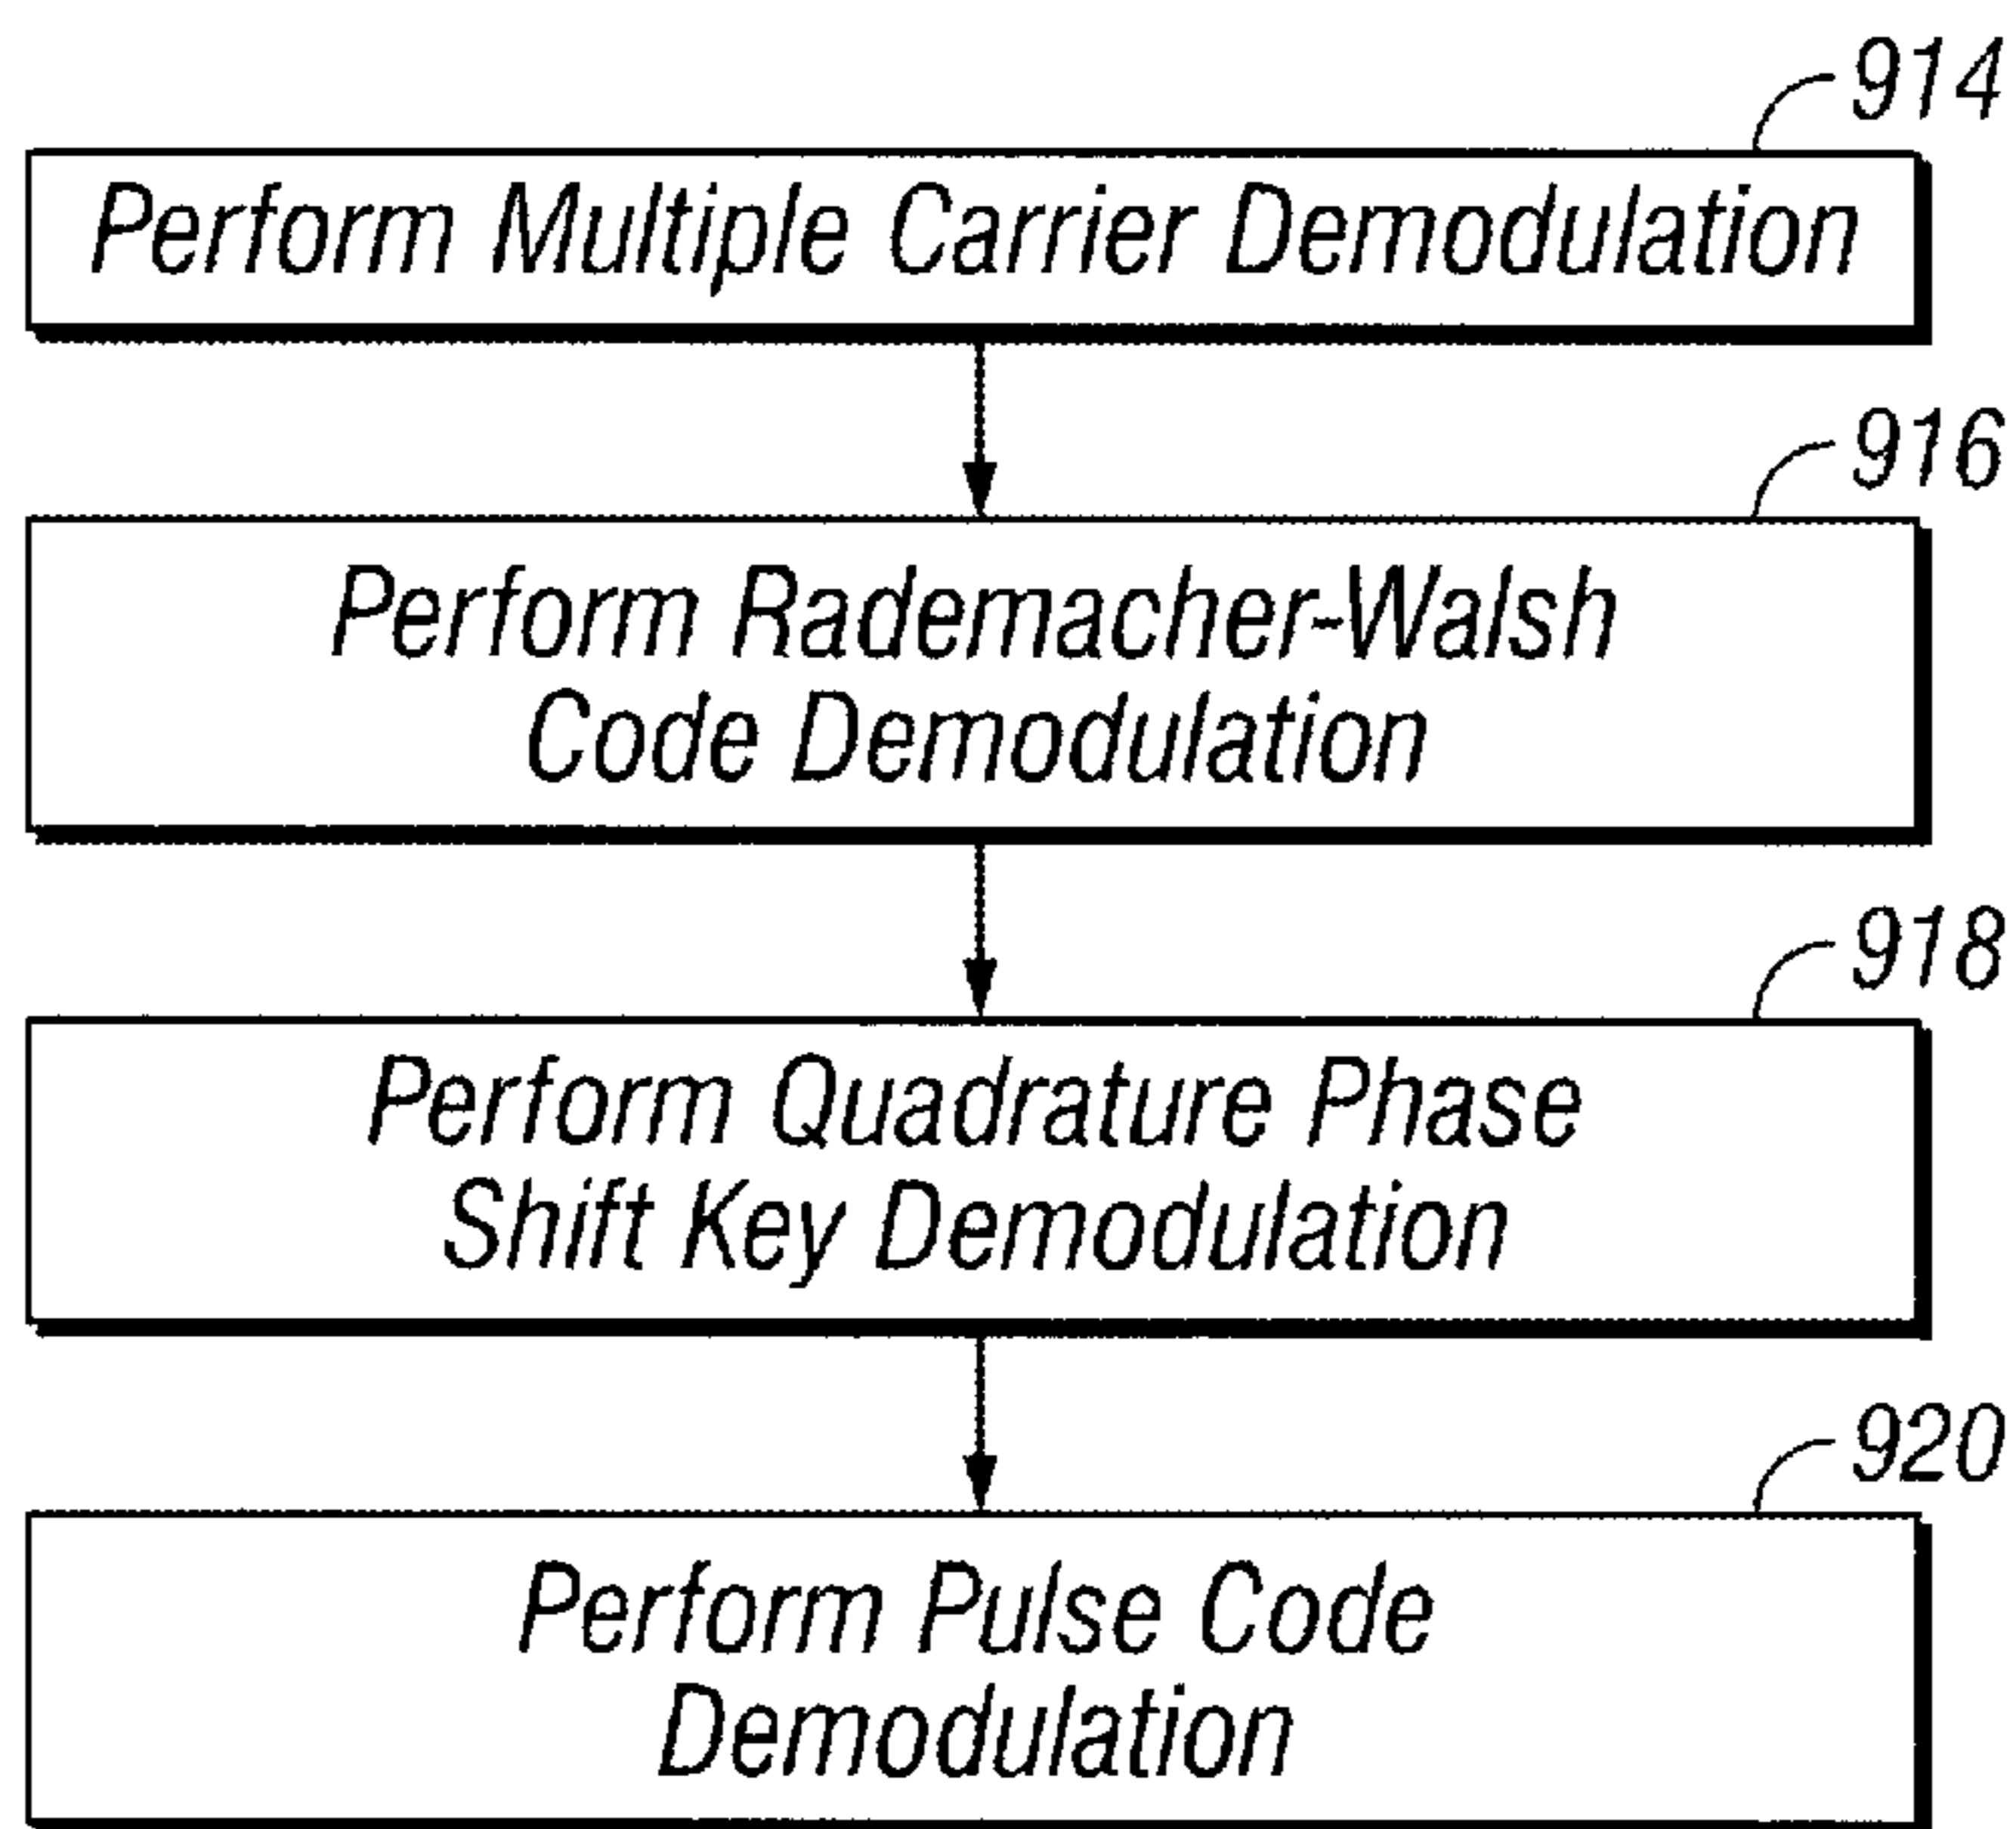 914
Perform Multiple Carrier Demodulation
916
Perform Rademacher-Walsh
Code Demodulation
918
Perform Quadrature Phase
Shift Key Demodulation
920
Perform Pulse Code
Demodulation